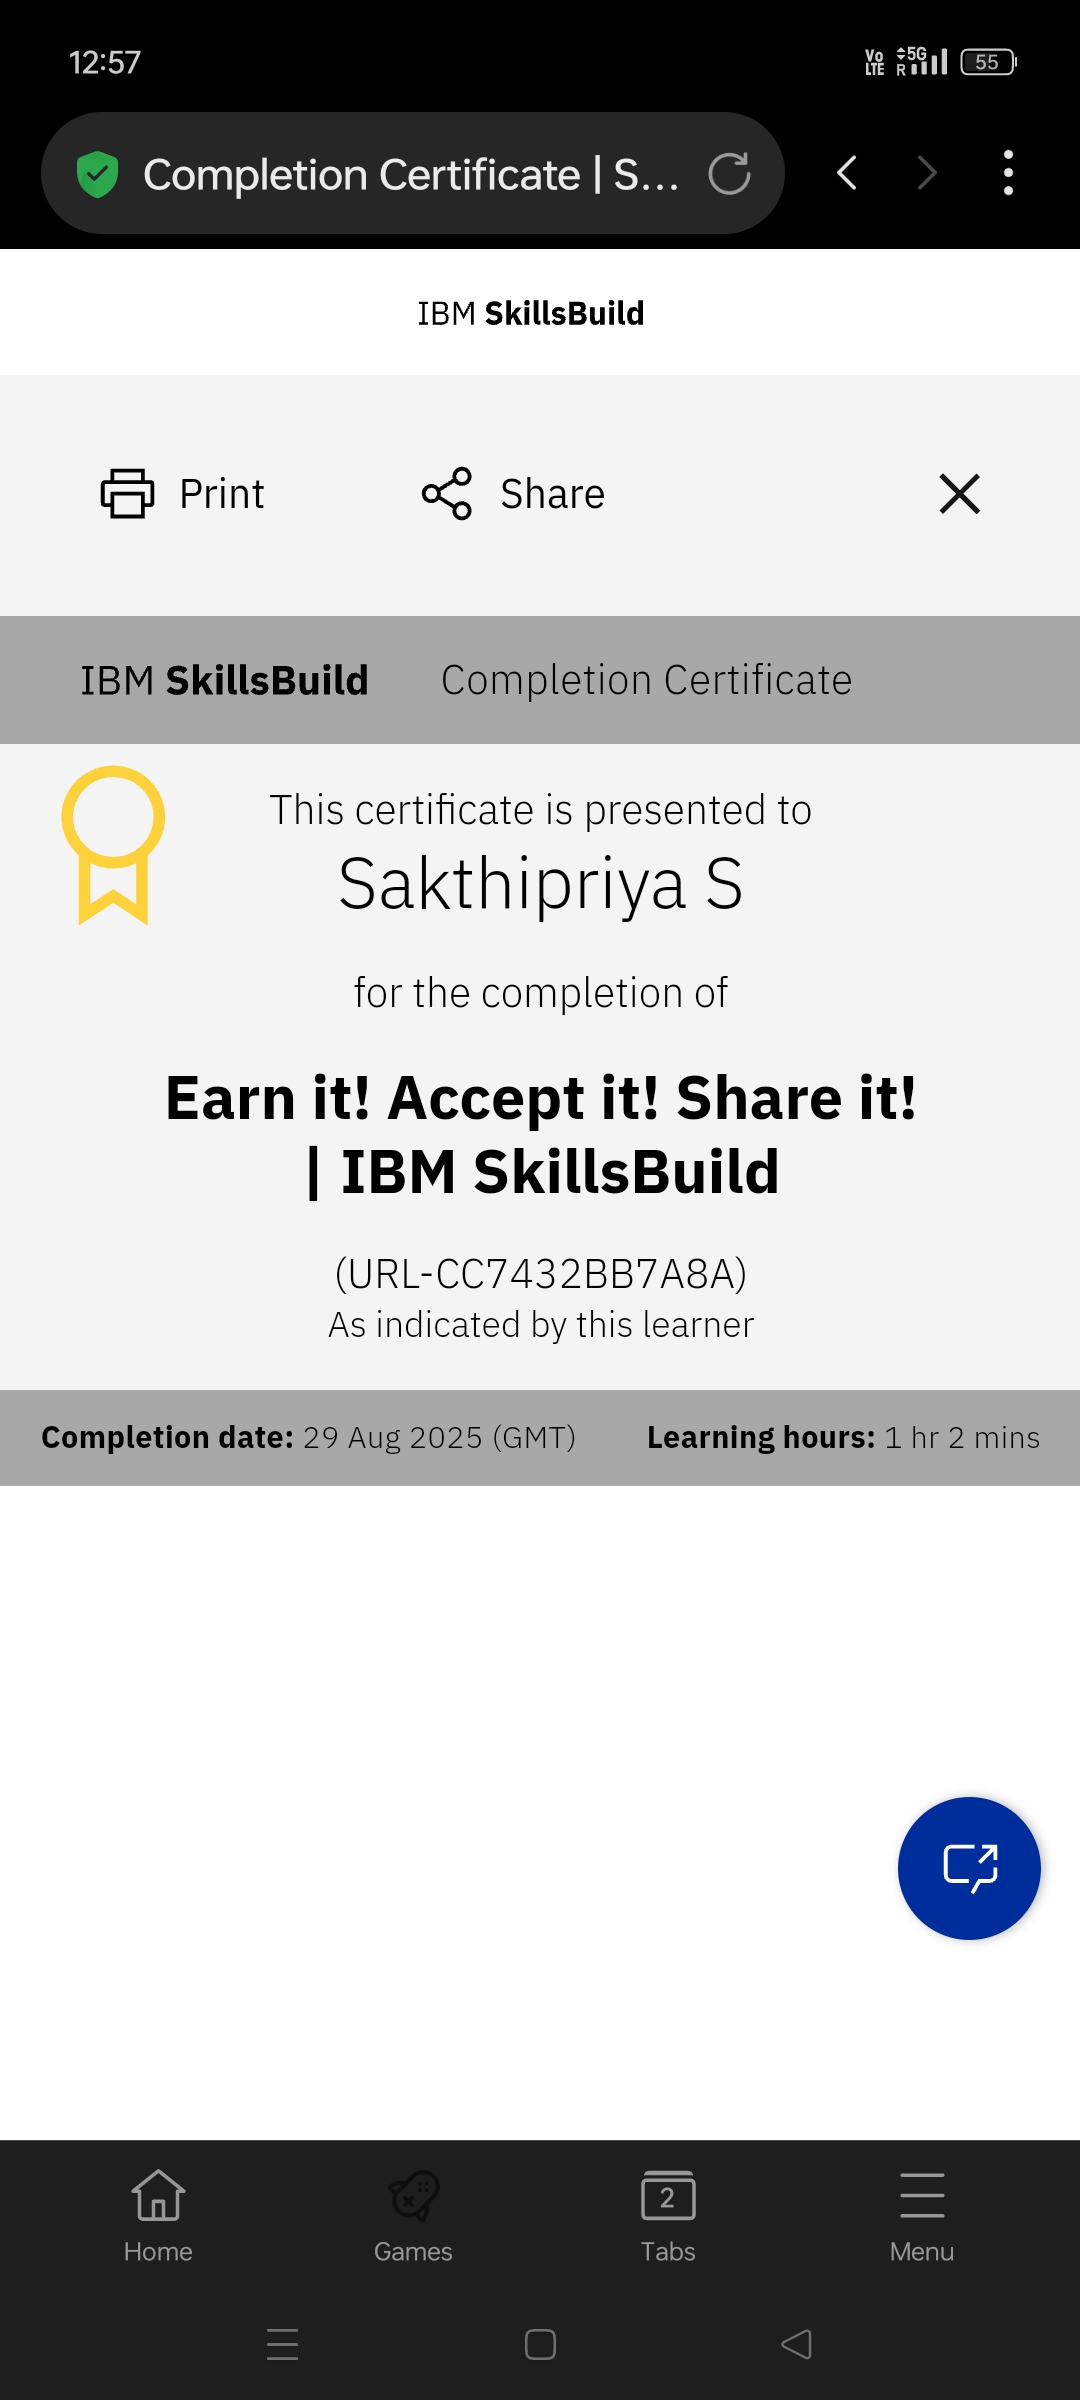 12:57
Vo LTE 5G R 55
Completion Certificate | S...
IBM SkillsBuild
Print Share
IBM SkillsBuild Completion Certificate
This certificate is presented to
Sakthipriya S
for the completion of
Earn it! Accept it! Share it!
| IBM SkillsBuild
(URL-CC7432BB7A8A)
As indicated by this learner
Completion date: 29 Aug 2025 (GMT) Learning hours: 1 hr 2 mins
2
Home Games Tabs Menu